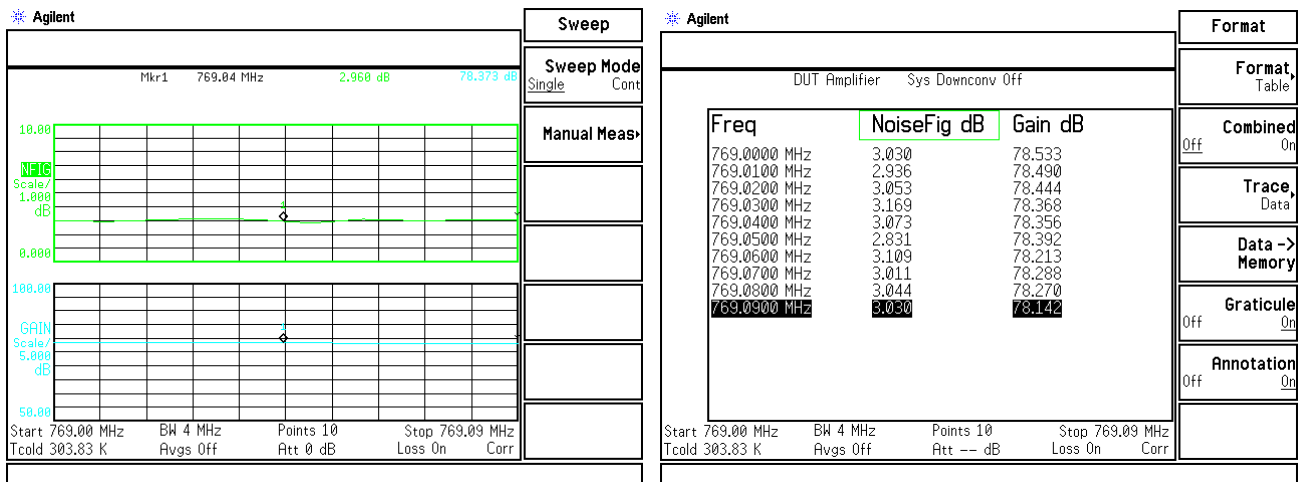 Agilent
Sweep
Mkr1 769.04 MHz 2.960 dB 78.373 dB
Sweep Mode
Single Cont
Manual Meas
10.00
NFIG
Scale/
1.000
dB
0.000
1
100.00
GAIN
Scale/
5.000
dB
50.00
1
Start 769.00 MHz BW 4 MHz Points 10 Stop 769.09 MHz
Tcold 303.83 K Avgs Off Att 0 dB Loss On Corr
Agilent
Format
DUT Amplifier Sys Downconv Off
Freq NoiseFig dB Gain dB
769.0000 MHz 3.030 78.533
769.0100 MHz 2.936 78.490
769.0200 MHz 3.053 78.444
769.0300 MHz 3.169 78.368
769.0400 MHz 3.073 78.356
769.0500 MHz 2.831 78.392
769.0600 MHz 3.109 78.213
769.0700 MHz 3.011 78.288
769.0800 MHz 3.044 78.270
769.0900 MHz 3.030 78.142
Format
Table
Combined
Off On
Trace
Data
Data ->
Memory
Graticule
Off On
Annotation
Off On
Start 769.00 MHz BW 4 MHz Points 10 Stop 769.09 MHz
Tcold 303.83 K Avgs Off Att -- dB Loss On Corr